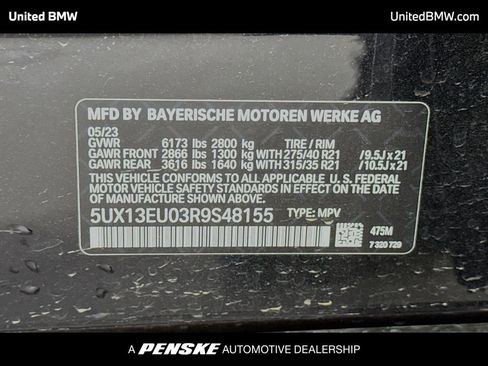 United BMW
UnitedBMW.com
MFD BY BAYERISCHE MOTOREN WERKE AG
05/23
GVWR 6173 lbs 2800 kg TIRE / RIM
GAWR FRONT 2866 lbs 1300 KG WITH 275/40 R21 / 9.5J x 21
GAWR REAR 3616 lbs 1640 kg WITH 315/35 R21 / 10.5J x 21
THIS VEHICLE CONFORMS TO ALL APPLICABLE U. S. FEDERAL
MOTOR VEHICLE SAFETY STANDARDS IN EFFECT ON THE DATE OF
MANUFACTURE SHOWN ABOVE.
5UX13EU03R9S48155 TYPE: MPV
475M
7 320 729
A PENSKE AUTOMOTIVE DEALERSHIP